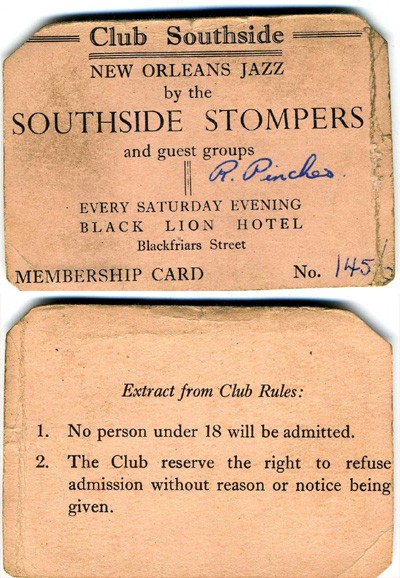 Club Southside
NEW ORLEANS JAZZ
by the
SOUTHSIDE STOMPERS
and guest groups
R. Pinches.
EVERY SATURDAY EVENING
BLACK LION HOTEL
Blackfriars Street
MEMBERSHIP CARD No. 145
Extract from Club Rules:
1. No person under 18 will be admitted.
2. The Club reserve the right to refuse
admission without reason or notice being
given.